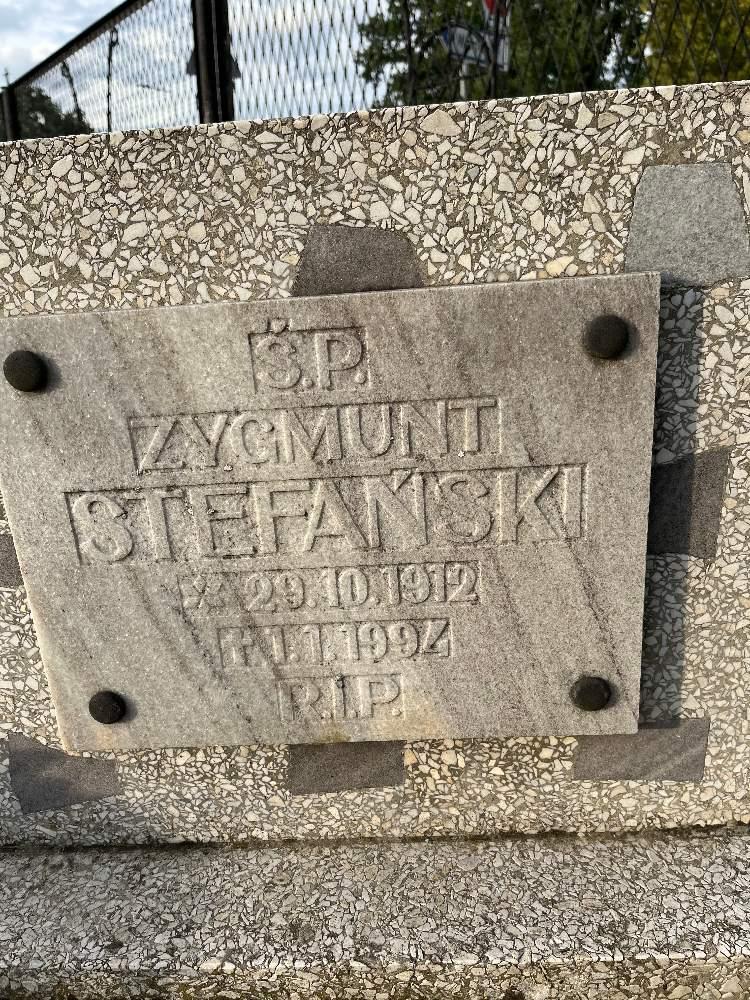 Ś.P.
ZYGMUNT
STEFAŃSKI
* 29.10.1912
✝ 1.1.1994
R.I.P.